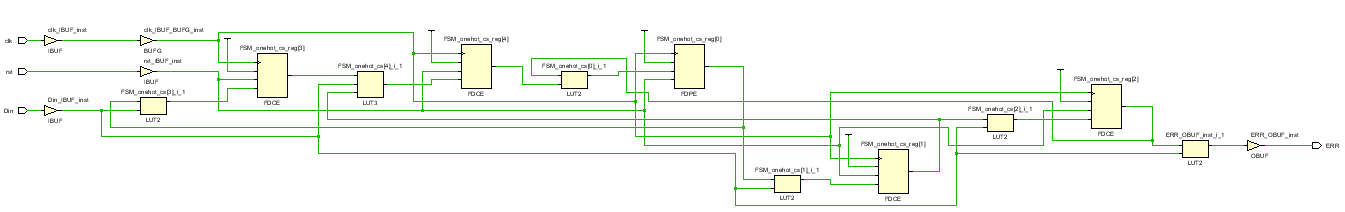 clk
clk_IBUF_inst
IBUF
clk_IBUF_BUFG_inst
BUFG
rst
rst_IBUF_inst
IBUF
Din
Din_IBUF_inst
IBUF
FSM_onehot_cs[3]_i_1
LUT2
FSM_onehot_cs_reg[3]
FDCE
FSM_onehot_cs[4]_i_1
LUT3
FSM_onehot_cs_reg[4]
FDCE
FSM_onehot_cs[0]_i_1
LUT2
FSM_onehot_cs_reg[0]
FDPE
FSM_onehot_cs[1]_i_1
LUT2
FSM_onehot_cs_reg[1]
FDCE
FSM_onehot_cs[2]_i_1
LUT2
FSM_onehot_cs_reg[2]
FDCE
ERR_OBUF_inst_i_1
LUT2
ERR_OBUF_inst
OBUF
ERR